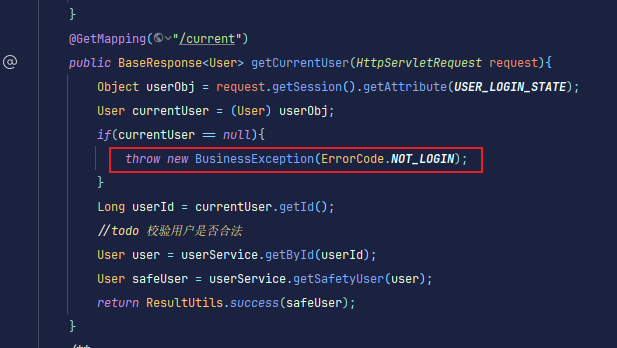 }
@GetMapping("/current")
public BaseResponse<User> getCurrentUser(HttpServletRequest request){
Object userObj = request.getSession().getAttribute(USER_LOGIN_STATE);
User currentUser = (User) userObj;
if(currentUser == null){
throw new BusinessException(ErrorCode.NOT_LOGIN);
}
Long userId = currentUser.getId();
//todo 校验用户是否合法
User user = userService.getById(userId);
User safeUser = userService.getSafetyUser(user);
return ResultUtils.success(safeUser);
}